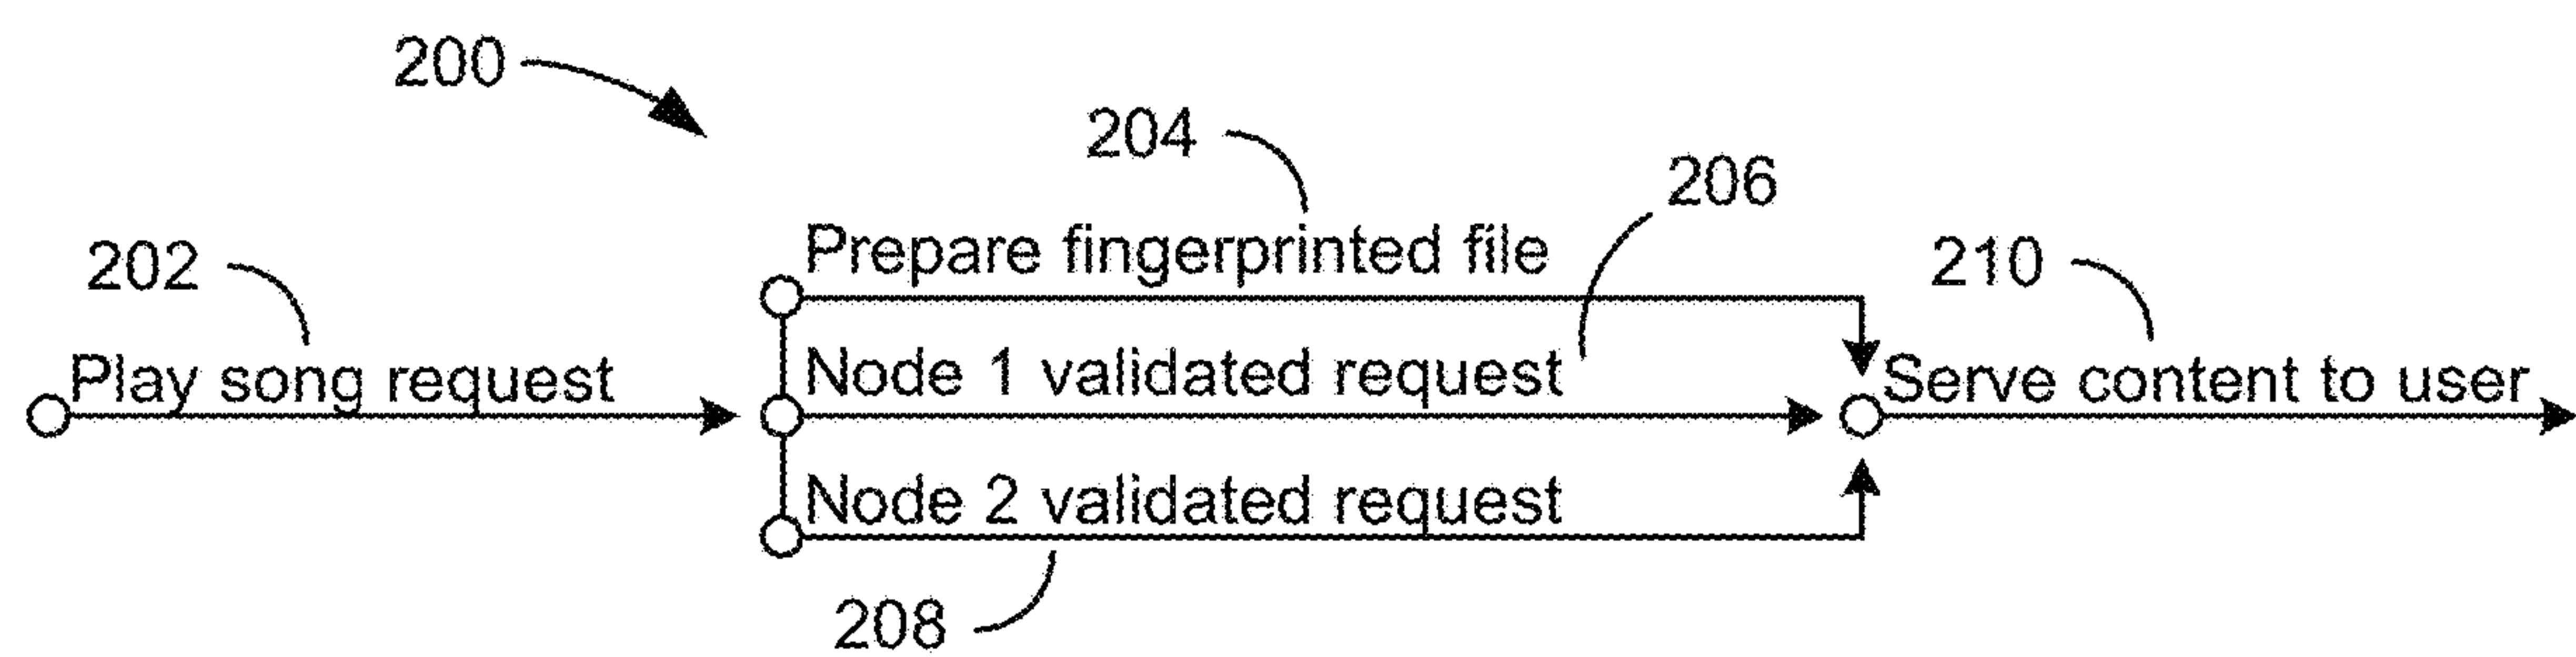 200
204
206
202
Prepare fingerprinted file
210
Play song request
Node 1 validated request
Serve content to user
Node 2 validated request
208